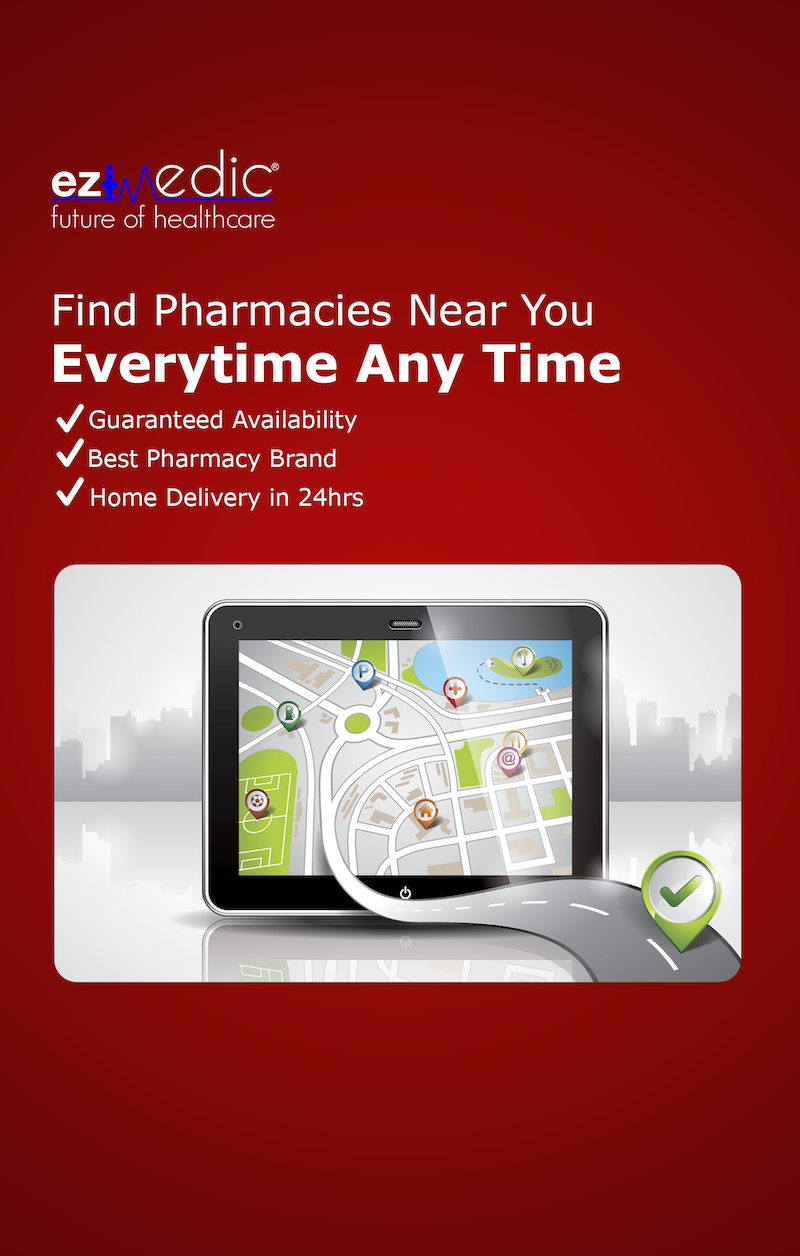 ezimedic®
future of healthcare
Find Pharmacies Near You
Everytime Any Time
Guaranteed Availability
Best Pharmacy Brand
Home Delivery in 24hrs
P
@